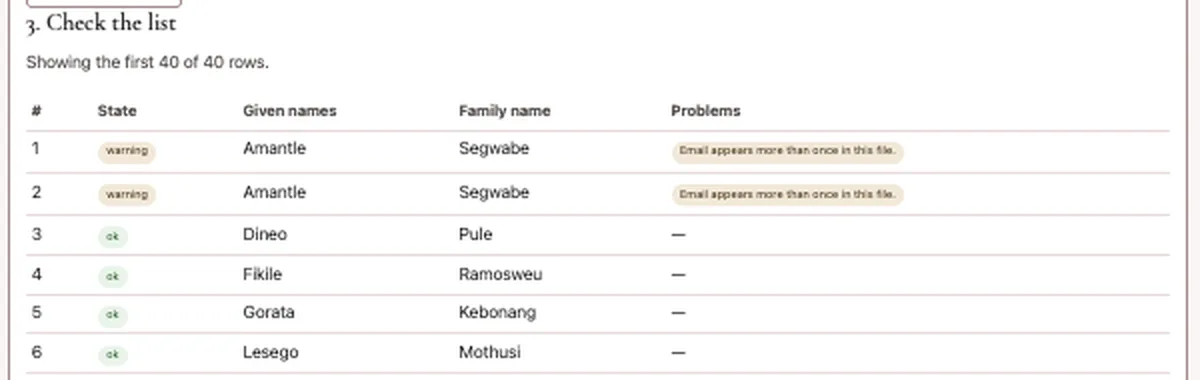 3. Check the list
Showing the first 40 of 40 rows.
# State Given names Family name Problems
1 warning Amantle Segwabe Email appears more than once in this file.
2 warning Amantle Segwabe Email appears more than once in this file.
3 ok Dineo Pule —
4 ok Fikile Ramosweu —
5 ok Gorata Kebonang —
6 ok Lesego Mothusi —